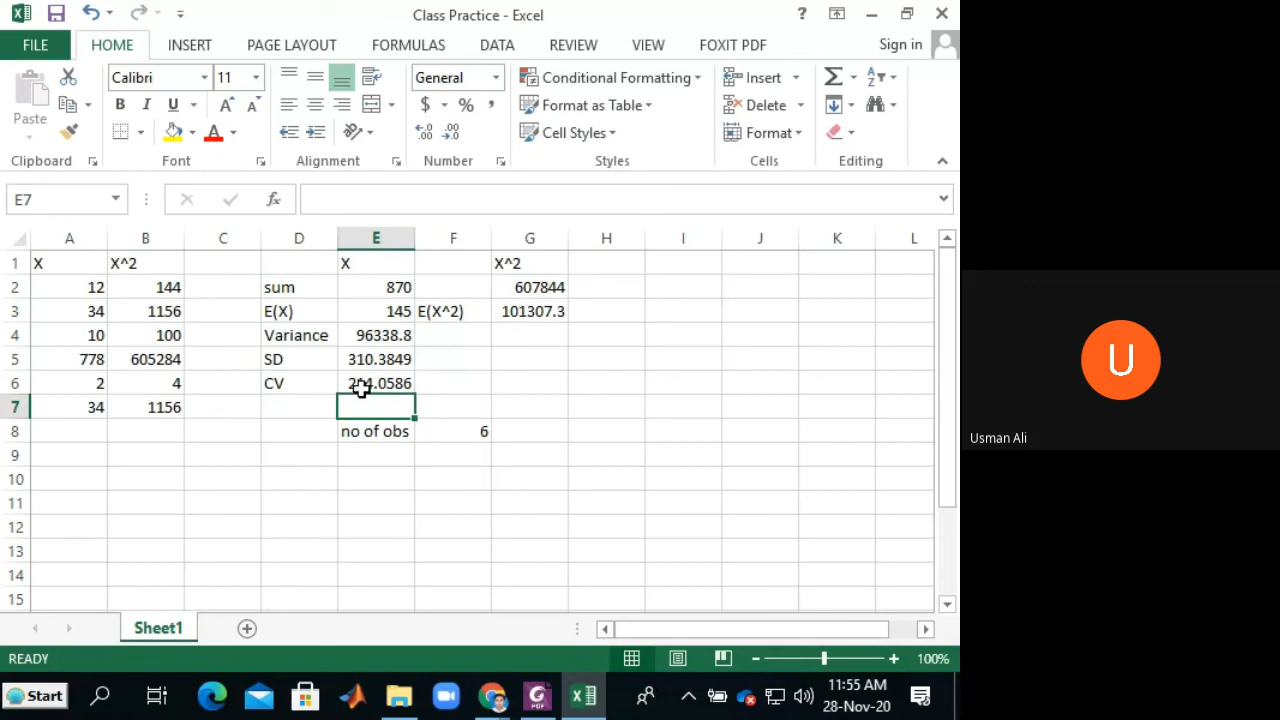 Class Practice - Excel
?
FILE HOME INSERT PAGE LAYOUT FORMULAS DATA REVIEW VIEW FOXIT PDF Sign in
Calibri 11 General Conditional Formatting Insert
Paste B I U A A $ % , Format as Table Delete
A Cell Styles Format
Clipboard Font Alignment Number Styles Cells Editing
E7 fx
A B C D E F G H I J K L
1 X X^2 X X^2
2 12 144 sum 870 607844
3 34 1156 E(X) 145 E(X^2) 101307.3
4 10 100 Variance 96338.8
5 778 605284 SD 310.3849
6 2 4 CV
7 34 1156
8 no of obs 6
9
10
11
12
13
14
15
Sheet1
READY 100%
Start 11:55 AM
28-Nov-20
U
Usman Ali